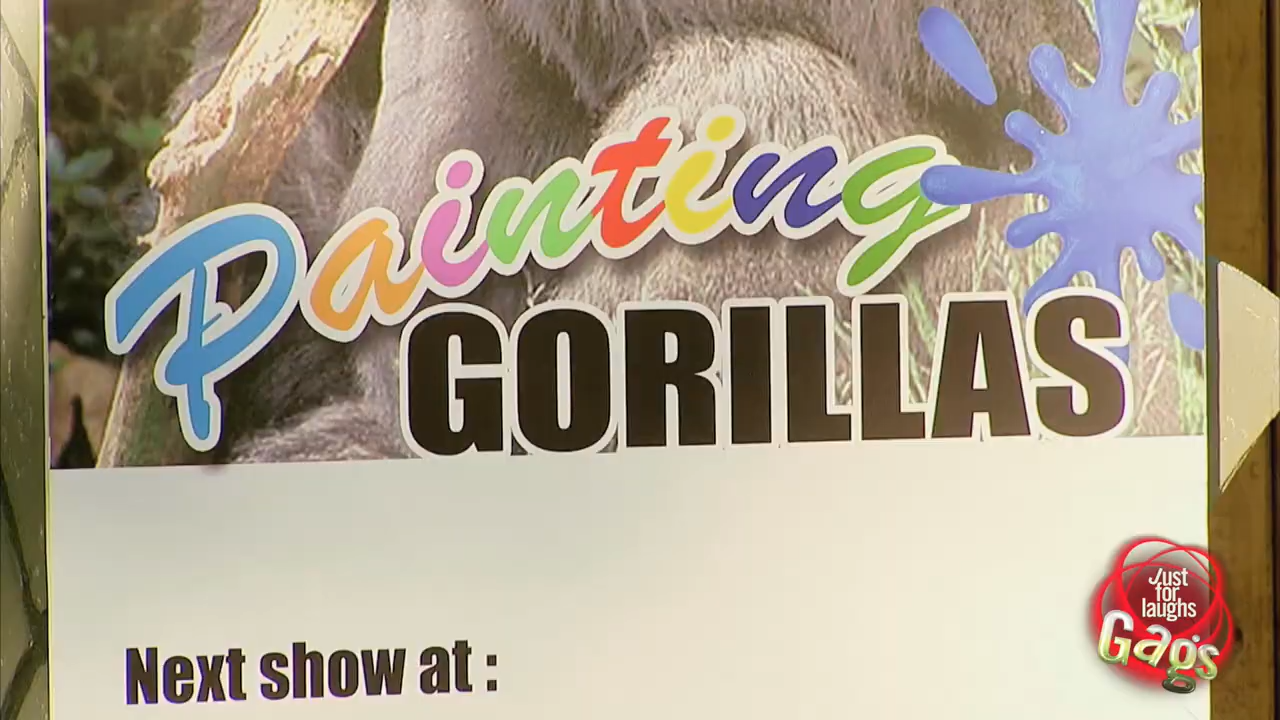 Painting
GORILLAS
Next show at :
Just
for
laughs
Gags